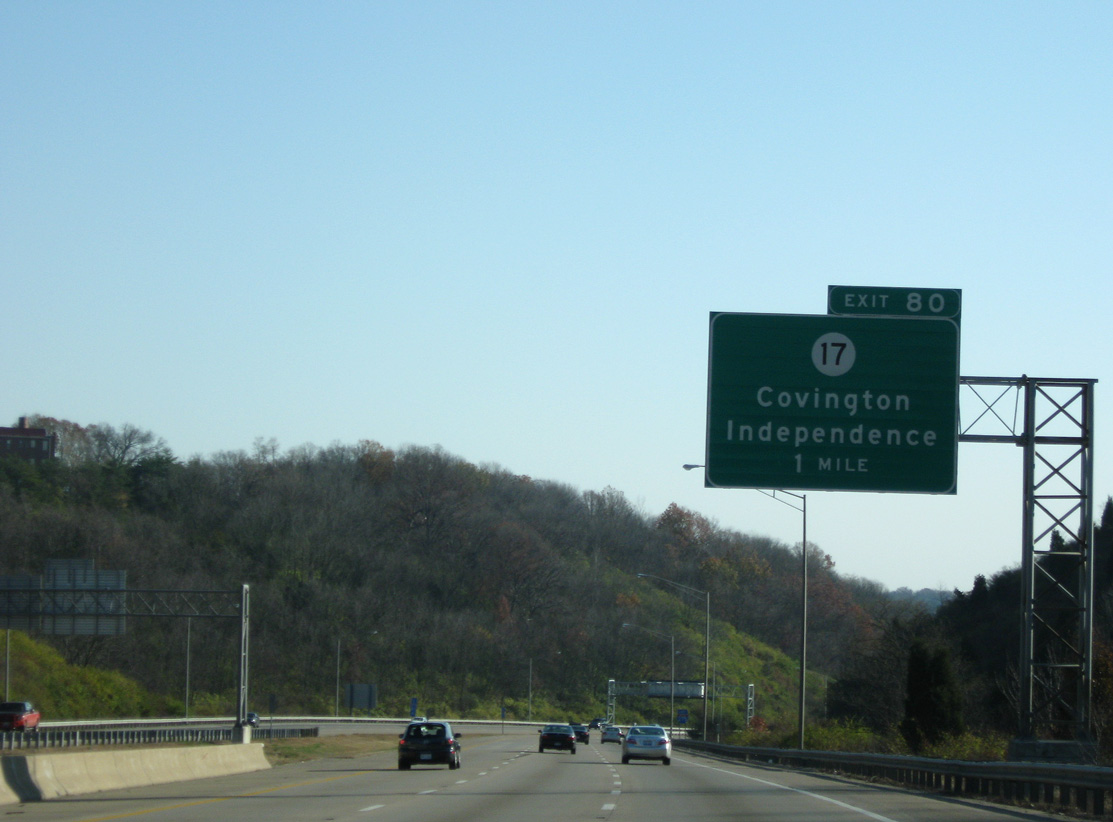 EXIT 80
17
Covington
Independence
1 MILE